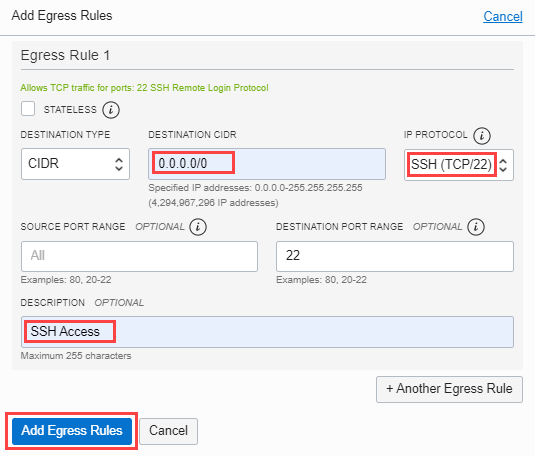 Add Egress Rules Cancel
Egress Rule 1
Allows TCP traffic for ports: 22 SSH Remote Login Protocol
STATELESS i
DESTINATION TYPE DESTINATION CIDR IP PROTOCOL i
CIDR 0.0.0.0/0 SSH (TCP/22)
Specified IP addresses: 0.0.0.0-255.255.255.255
(4,294,967,296 IP addresses)
SOURCE PORT RANGE OPTIONAL i DESTINATION PORT RANGE OPTIONAL i
All 22
Examples: 80, 20-22 Examples: 80, 20-22
DESCRIPTION OPTIONAL
SSH Access
Maximum 255 characters
+ Another Egress Rule
Add Egress Rules Cancel